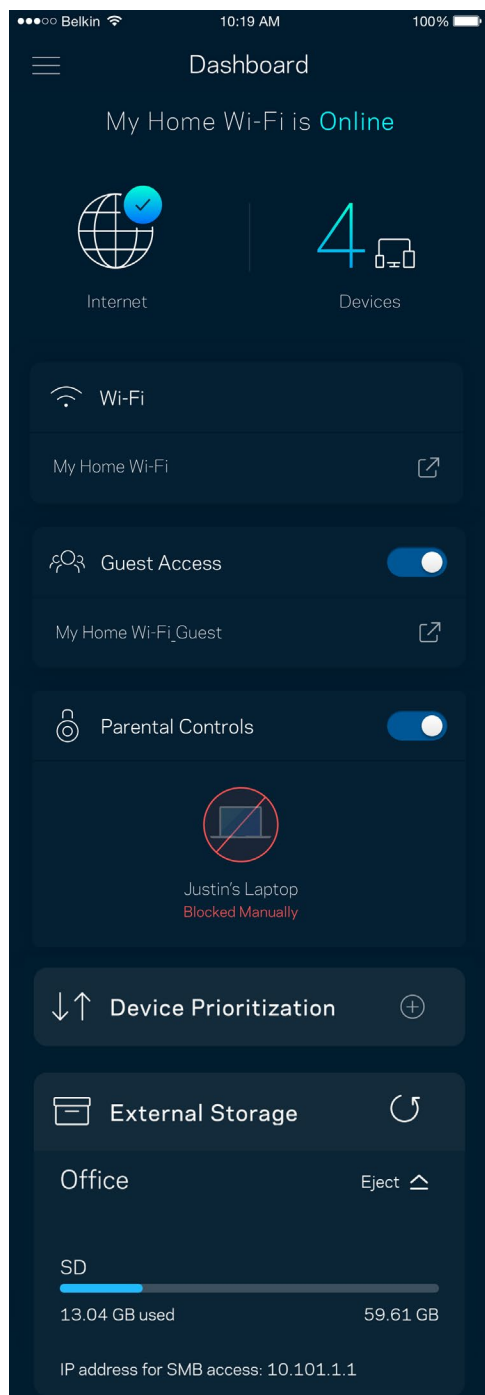 Belkin 10:19 AM 100%
Dashboard
My Home Wi-Fi is Online
4
Internet Devices
Wi-Fi
My Home Wi-Fi
Guest Access
My Home Wi-Fi_Guest
Parental Controls
Justin's Laptop
Blocked Manually
Device Prioritization
External Storage
Office Eject
SD
13.04 GB used 59.61 GB
IP address for SMB access: 10.101.1.1